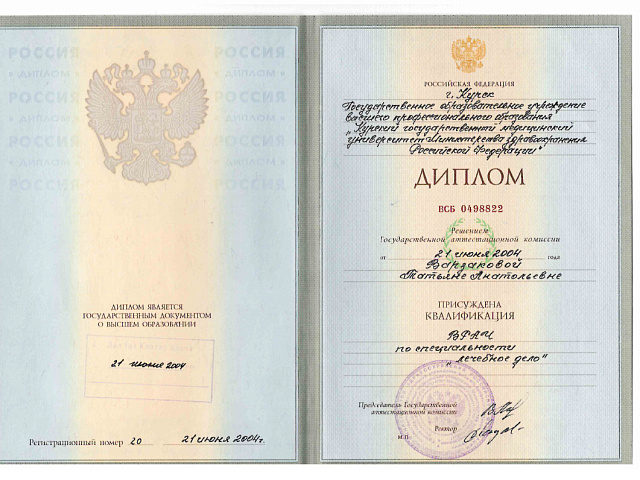 РОССИЯ РОССИЯ
ДИПЛОМ
РОССИЯ
ДИПЛОМ ЯВЛЯЕТСЯ
ГОСУДАРСТВЕННЫМ ДОКУМЕНТОМ
О ВЫСШЕМ ОБРАЗОВАНИИ
21 июня 2004
Регистрационный номер 20 21 июня 2004г.
РОССИЙСКАЯ ФЕДЕРАЦИЯ
г. Курск
Государственное образовательное учреждение
высшего профессионального образования
„Курский государственный медицинский
университет Министерства здравоохранения
Российской Федерации"
ДИПЛОМ
ВСБ 0498822
Решением
Государственной аттестационной комиссии
от 21 июня 2004 года
Варзаковой
Татьяне Анатольевне
ПРИСУЖДЕНА
КВАЛИФИКАЦИЯ
ВРАЧ
по специальности
„лечебное дело"
Председатель Государственной
аттестационной комиссии
Ректор
М.П.